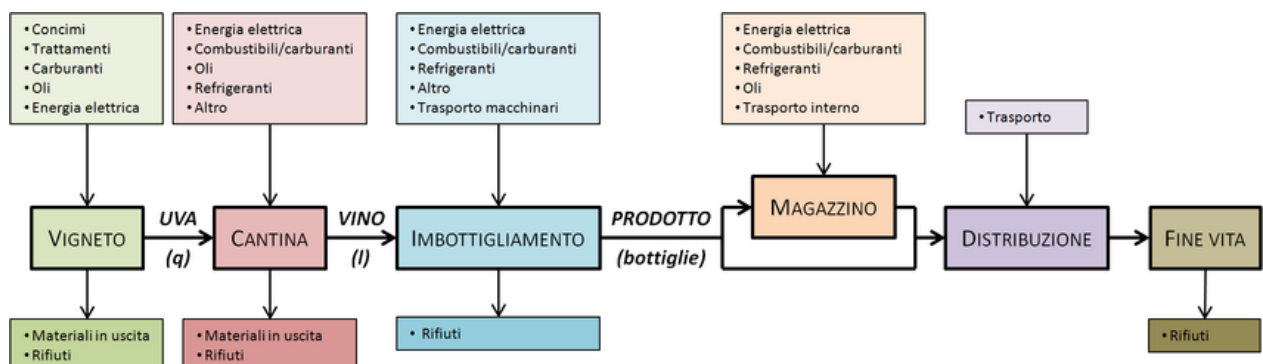 • Concimi
• Trattamenti
• Carburanti
• Oli
• Energia elettrica
• Energia elettrica
• Combustibili/carburanti
• Oli
• Refrigeranti
• Altro
• Energia elettrica
• Combustibili/carburanti
• Refrigeranti
• Altro
• Trasporto macchinari
• Energia elettrica
• Combustibili/carburanti
• Refrigeranti
• Oli
• Trasporto interno
• Trasporto
VIGNETO
UVA
(q)
CANTINA
VINO
(l)
IMBOTTIGLIAMENTO
PRODOTTO
(bottiglie)
MAGAZZINO
DISTRIBUZIONE
FINE VITA
• Materiali in uscita
• Rifiuti
• Materiali in uscita
• Rifiuti
• Rifiuti
• Rifiuti